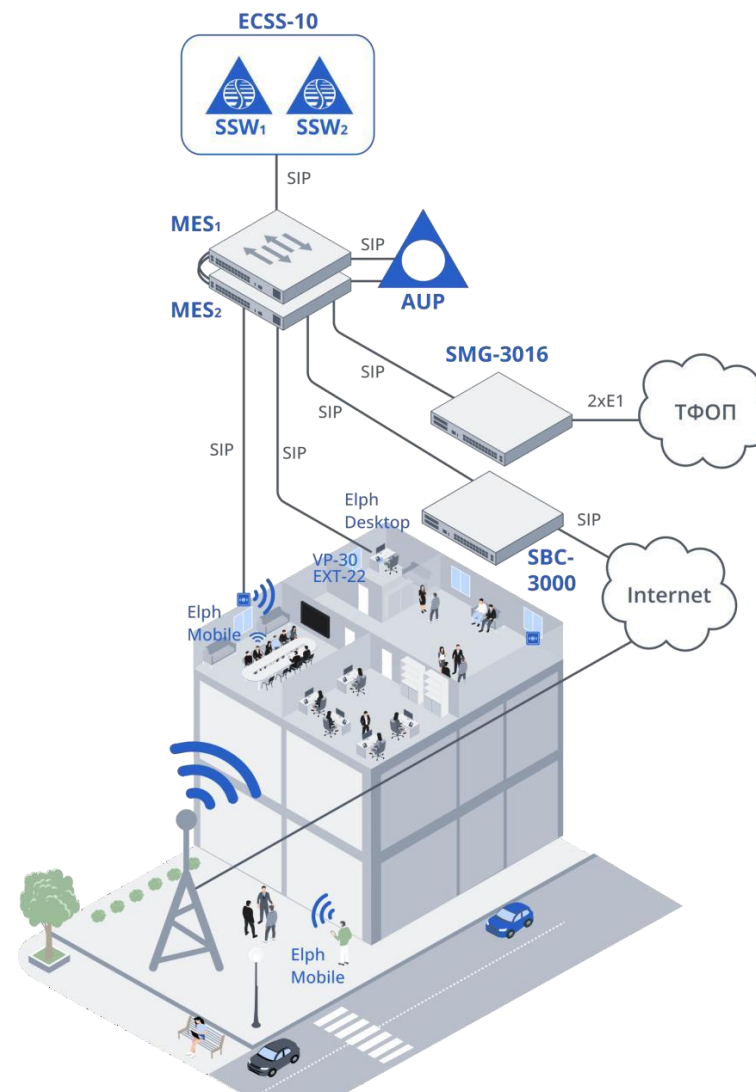 ECSS-10
SSW1 SSW2
SIP
MES1
SIP
MES2
AUP
SMG-3016
SIP
2xE1
ТФОП
SIP
SIP
SIP
Elph
Desktop
SIP
VP-30
EXT-22
SBC-
3000
Internet
Elph
Mobile
Elph
Mobile